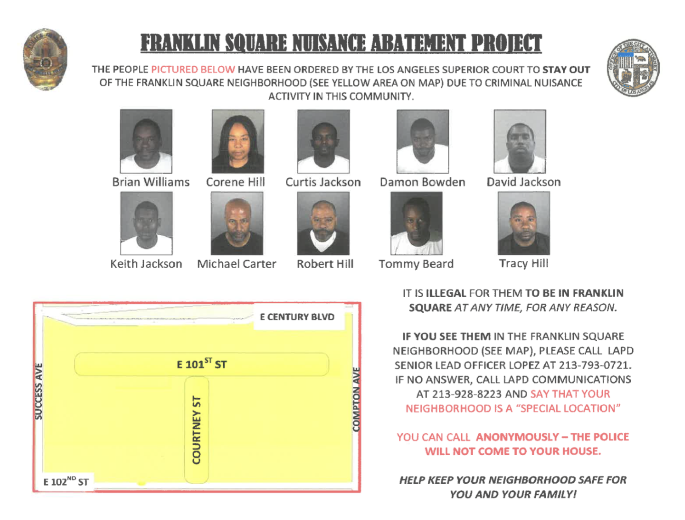 FRANKLIN SQUARE NUISANCE ABATEMENT PROJECT
THE PEOPLE PICTURED BELOW HAVE BEEN ORDERED BY THE LOS ANGELES SUPERIOR COURT TO STAY OUT
OF THE FRANKLIN SQUARE NEIGHBORHOOD (SEE YELLOW AREA ON MAP) DUE TO CRIMINAL NUISANCE
ACTIVITY IN THIS COMMUNITY.
Brian Williams Corene Hill Curtis Jackson Damon Bowden David Jackson
Keith Jackson Michael Carter Robert Hill Tommy Beard Tracy Hill
E CENTURY BLVD
E 101ST ST
SUCCESS AVE
COURTNEY ST
COMPTON AVE
E 102ND ST
IT IS ILLEGAL FOR THEM TO BE IN FRANKLIN
SQUARE AT ANY TIME, FOR ANY REASON.
IF YOU SEE THEM IN THE FRANKLIN SQUARE
NEIGHBORHOOD (SEE MAP), PLEASE CALL LAPD
SENIOR LEAD OFFICER LOPEZ AT 213-793-0721.
IF NO ANSWER, CALL LAPD COMMUNICATIONS
AT 213-928-8223 AND SAY THAT YOUR
NEIGHBORHOOD IS A "SPECIAL LOCATION"
YOU CAN CALL ANONYMOUSLY – THE POLICE
WILL NOT COME TO YOUR HOUSE.
HELP KEEP YOUR NEIGHBORHOOD SAFE FOR
YOU AND YOUR FAMILY!